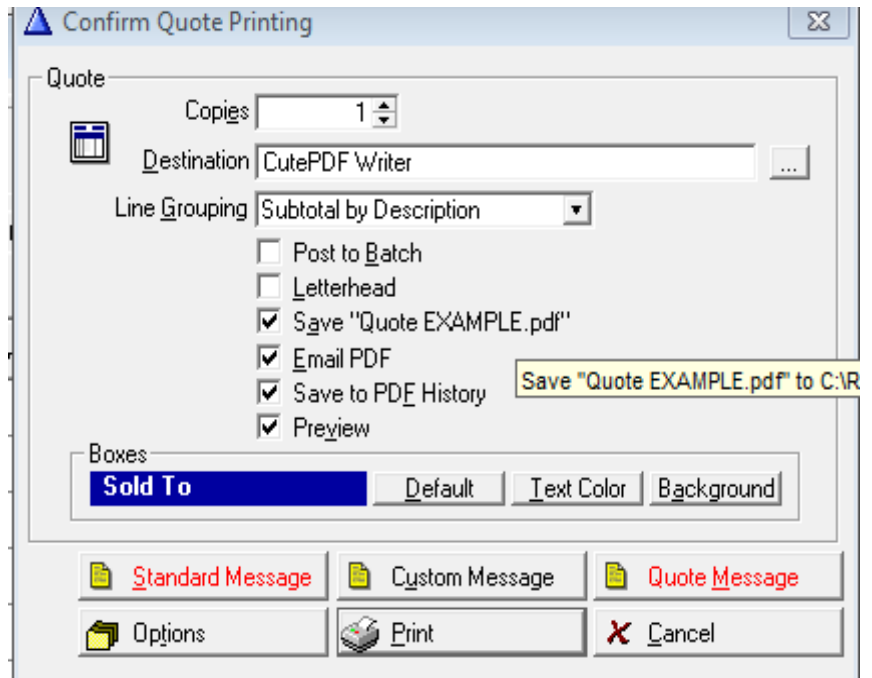 Confirm Quote Printing
Quote
Copies 1
Destination CutePDF Writer ...
Line Grouping Subtotal by Description
Post to Batch
Letterhead
Save "Quote EXAMPLE.pdf"
Email PDF
Save "Quote EXAMPLE.pdf" to C:\R
Save to PDF History
Preview
Boxes
Sold To Default Text Color Background
Standard Message Custom Message Quote Message
Options Print Cancel